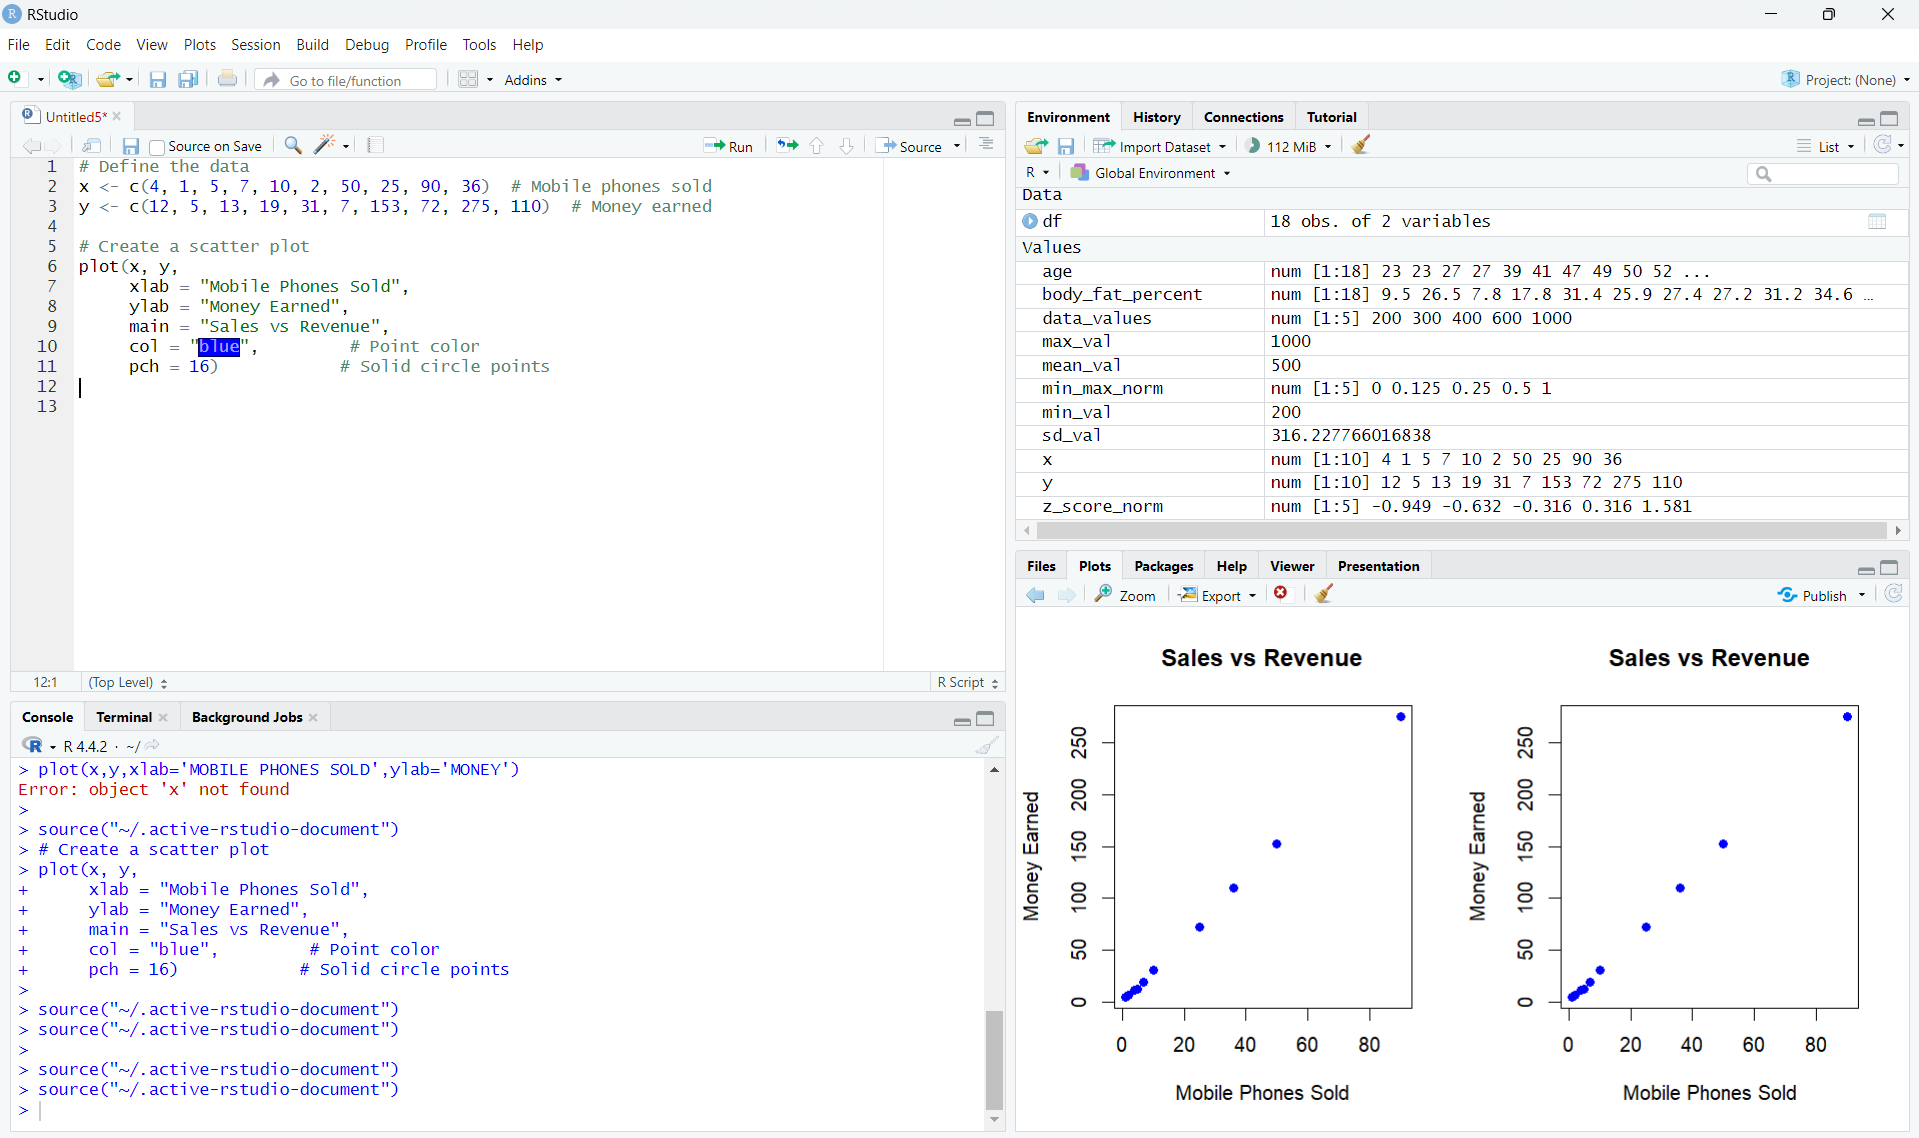 RStudio
File Edit Code View Plots Session Build Debug Profile Tools Help
Go to file/function Addins Project: (None)
Untitled5*
Source on Save Run Source
1 # Define the data
2 x <- c(4, 1, 5, 7, 10, 2, 50, 25, 90, 36) # Mobile phones sold
3 y <- c(12, 5, 13, 19, 31, 7, 153, 72, 275, 110) # Money earned
4
5 # Create a scatter plot
6 plot(x, y,
7 xlab = "Mobile Phones Sold",
8 ylab = "Money Earned",
9 main = "Sales vs Revenue",
10 col = "blue", # Point color
11 pch = 16) # Solid circle points
12
13
12:1 (Top Level) R Script
Console Terminal Background Jobs
R 4.4.2 · ~/
> plot(x,y,xlab='MOBILE PHONES SOLD',ylab='MONEY')
Error: object 'x' not found
>
> source("~/.active-rstudio-document")
> # Create a scatter plot
> plot(x, y,
+ xlab = "Mobile Phones Sold",
+ ylab = "Money Earned",
+ main = "Sales vs Revenue",
+ col = "blue", # Point color
+ pch = 16) # Solid circle points
>
> source("~/.active-rstudio-document")
> source("~/.active-rstudio-document")
>
> source("~/.active-rstudio-document")
> source("~/.active-rstudio-document")
>
Environment History Connections Tutorial
Import Dataset 112 MiB List
R Global Environment
Data
df 18 obs. of 2 variables
Values
age num [1:18] 23 23 27 27 39 41 47 49 50 52 ...
body_fat_percent num [1:18] 9.5 26.5 7.8 17.8 31.4 25.9 27.4 27.2 31.2 34.6 …
data_values num [1:5] 200 300 400 600 1000
max_val 1000
mean_val 500
min_max_norm num [1:5] 0 0.125 0.25 0.5 1
min_val 200
sd_val 316.227766016838
x num [1:10] 4 1 5 7 10 2 50 25 90 36
y num [1:10] 12 5 13 19 31 7 153 72 275 110
z_score_norm num [1:5] -0.949 -0.632 -0.316 0.316 1.581
Files Plots Packages Help Viewer Presentation
Zoom Export Publish
Sales vs Revenue
Money Earned
250
200
150
100
50
0
0 20 40 60 80
Mobile Phones Sold
Sales vs Revenue
Money Earned
250
200
150
100
50
0
0 20 40 60 80
Mobile Phones Sold